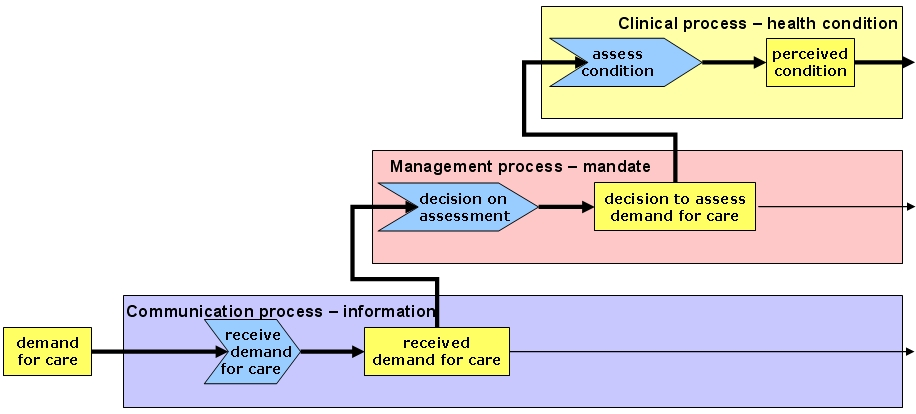 Clinical process – health condition
assess
condition
perceived
condition
Management process – mandate
decision on
assessment
decision to assess
demand for care
Communication process – information
demand
for care
receive
demand
for care
received
demand for care